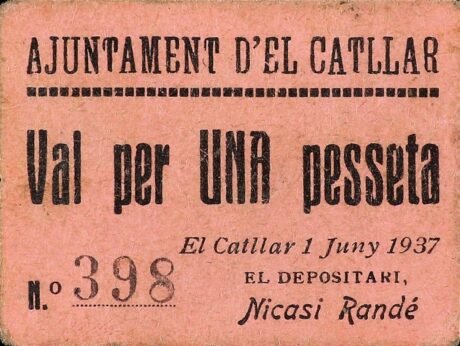 AJUNTAMENT D'EL CATLLAR
Val per UNA pesseta
El Catllar 1 Juny 1937
EL DEPOSITARI,
N.º 398
Nicasi Randé